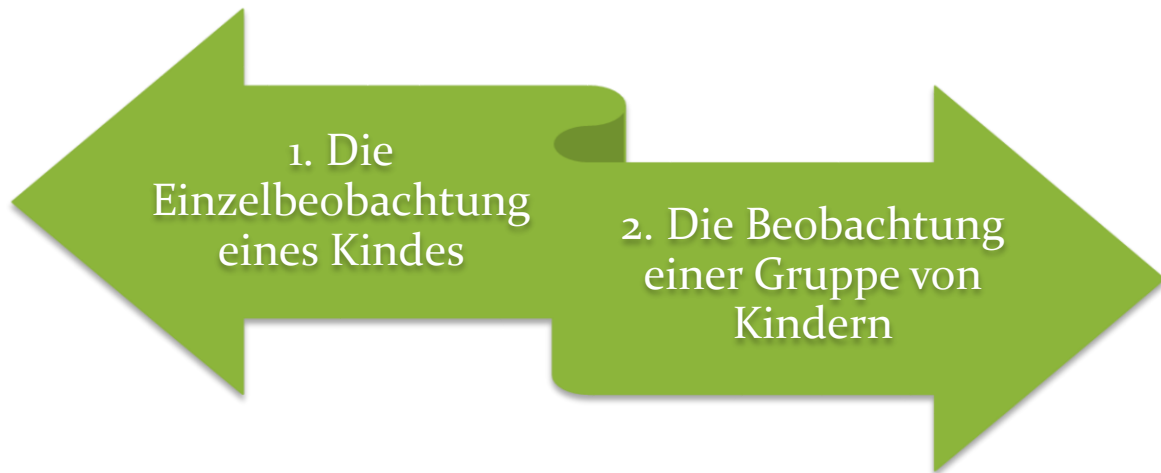 1. Die
Einzelbeobachtung
eines Kindes
2. Die Beobachtung
einer Gruppe von
Kindern